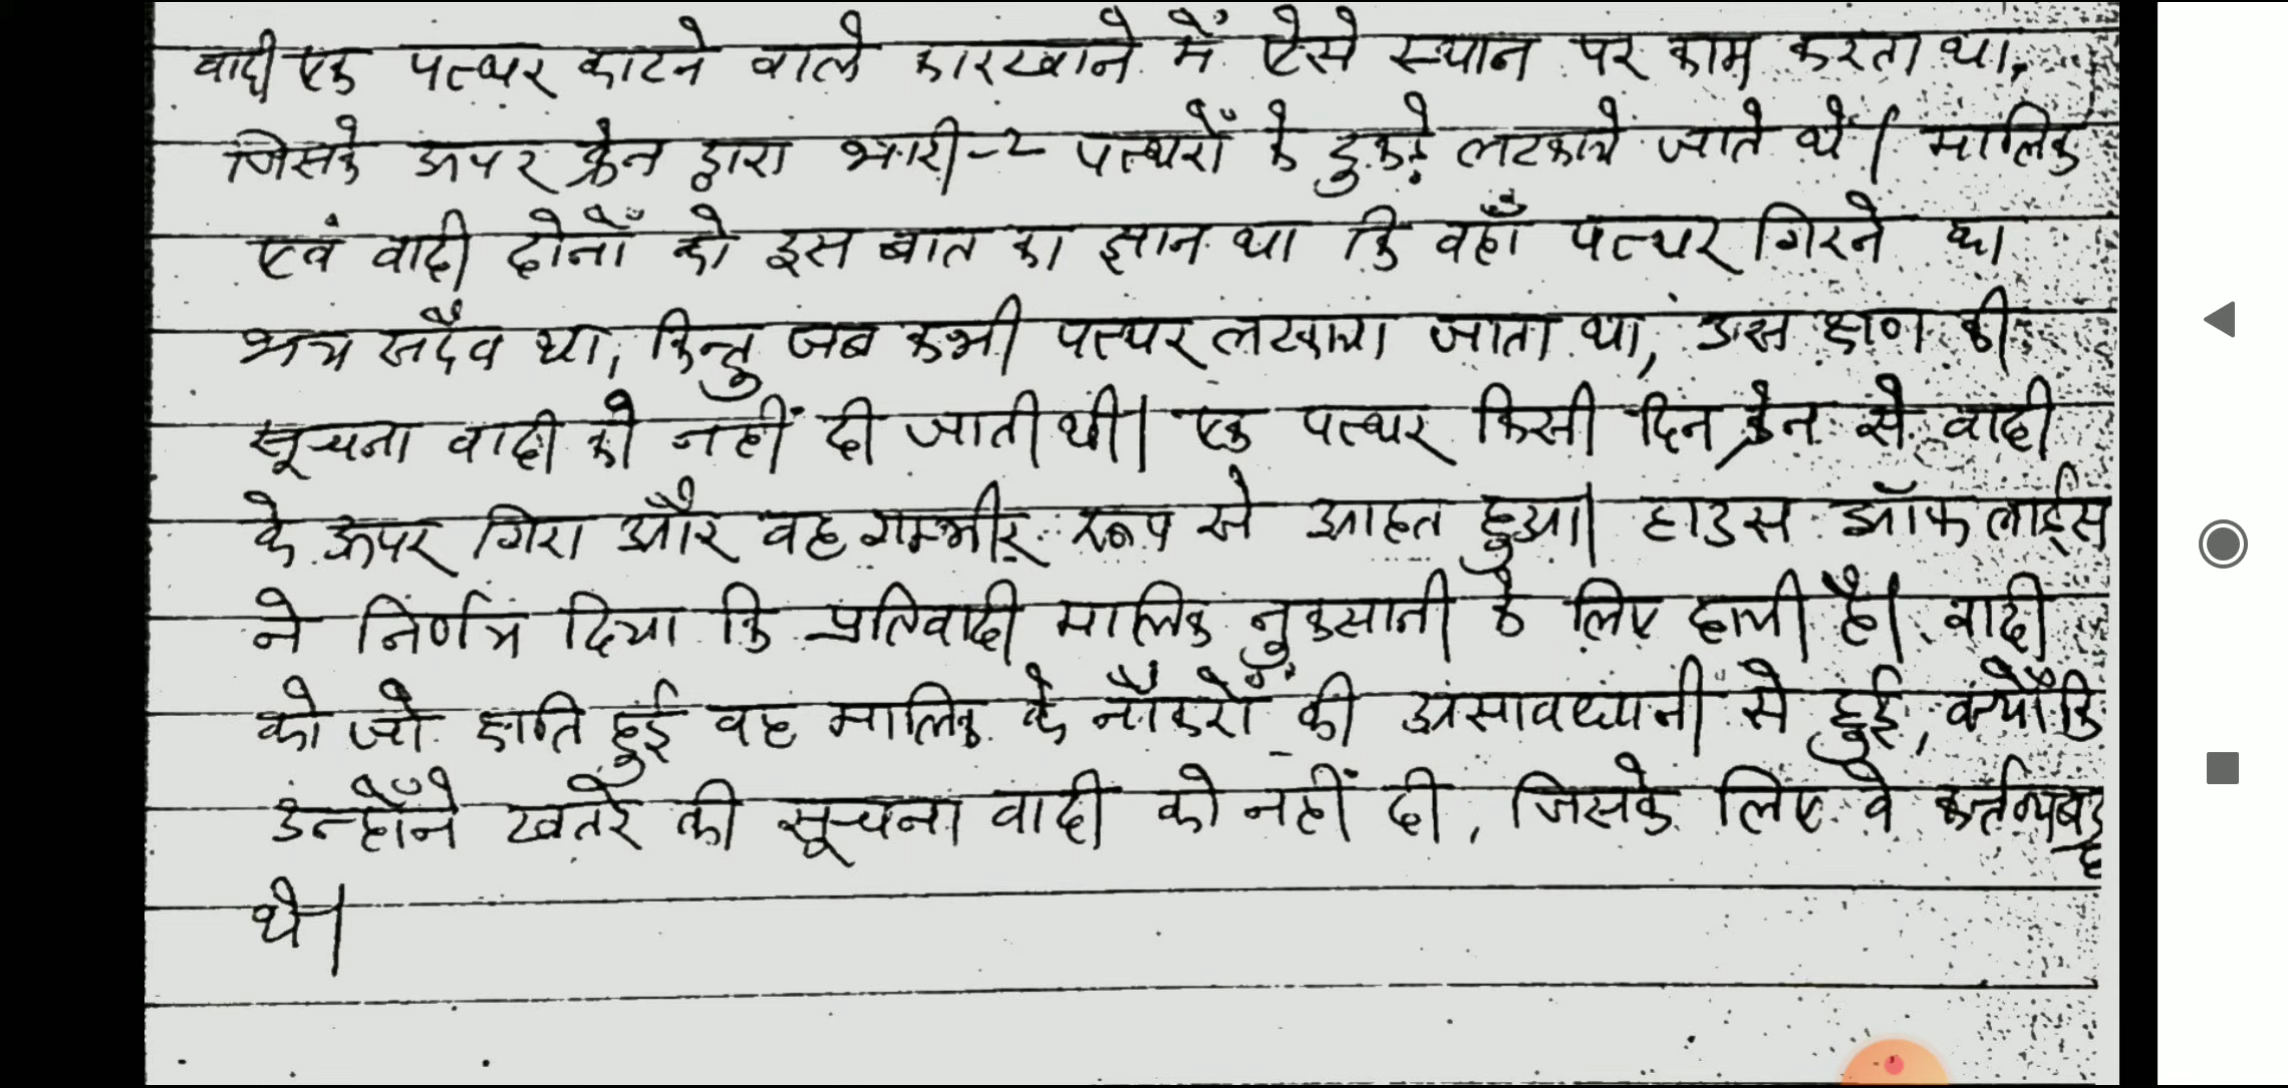 वादी एक पत्थर काटने वाले कारखाने में ऐसे स्थान पर काम करता था,
जिसके ऊपर क्रेन द्वारा भारी-२ पत्थरों के टुकड़े लटकाये जाते थे। मालिक
एवं वादी दोनों को इस बात का ज्ञान था कि वहाँ पत्थर गिरने का
भय सदैव था, किन्तु जब कभी पत्थर लटकाया जाता था, उस क्षण की
सूचना वादी को नहीं दी जाती थी। एक पत्थर किसी दिन क्रेन से वादी
के ऊपर गिरा और वह गम्भीर रूप से आहत हुआ। हाउस ऑफ लार्ड्स
ने निर्णय दिया कि प्रतिवादी मालिक नुकसानी के लिए दायी है। वादी
को जो क्षति हुई वह मालिक के नौकरों की असावधानी से हुई, क्योंकि
उन्होंने खतरे की सूचना वादी को नहीं दी, जिसके लिए वे कर्त्तव्यबद्ध
थे।